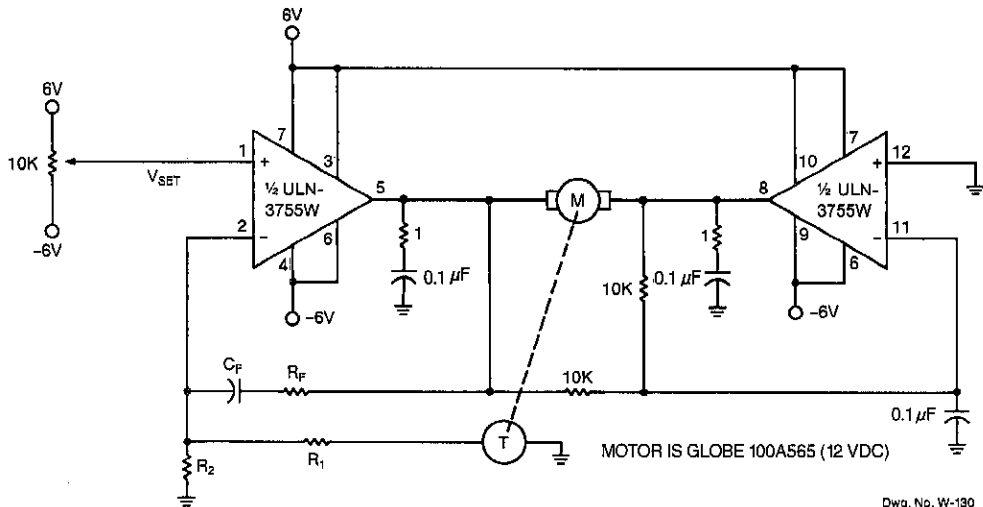 6V
6V
10K
-6V
VSET
1
+
7
3
½ ULN-
3755W
5
2
-
4
6
-6V
1
0.1 µF
M
8
10
7
+
12
½ ULN-
3755W
9
6
-
11
-6V
1
0.1 µF
10K
CF
RF
10K
0.1 µF
R2
R1
T
MOTOR IS GLOBE 100A565 (12 VDC)
Dwg. No. W-130